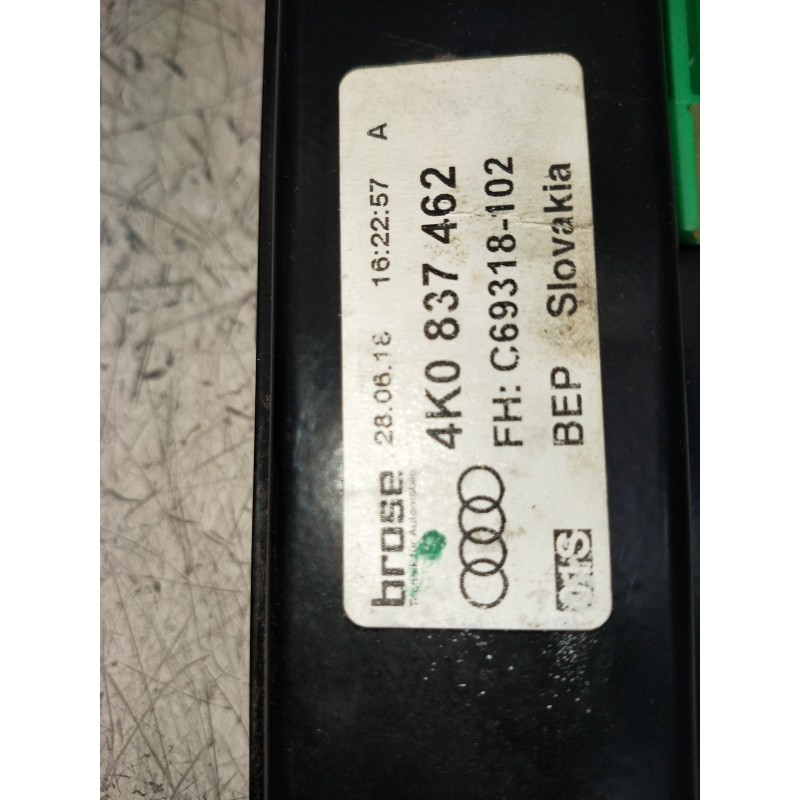 brose 28.06.18 16:22:57 A
4K0 837 462
FH: C69318-102
BEP Slovakia